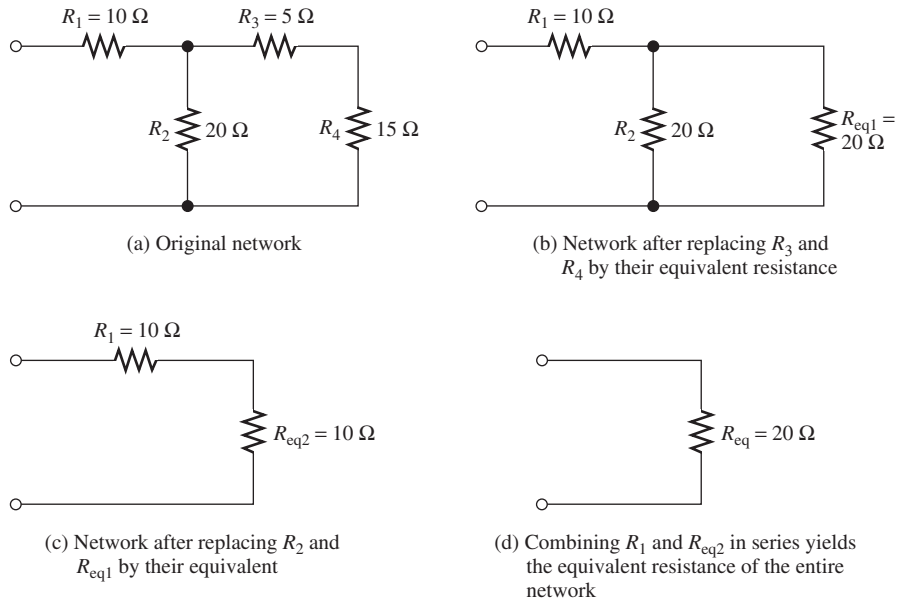 R1 = 10 Ω
R3 = 5 Ω
R2
20 Ω
R4
15 Ω
(a) Original network
R1 = 10 Ω
R2
20 Ω
Req1 =
20 Ω
(b) Network after replacing R3 and
R4 by their equivalent resistance
R1 = 10 Ω
Req2 = 10 Ω
(c) Network after replacing R2 and
Req1 by their equivalent
Req = 20 Ω
(d) Combining R1 and Req2 in series yields
the equivalent resistance of the entire
network